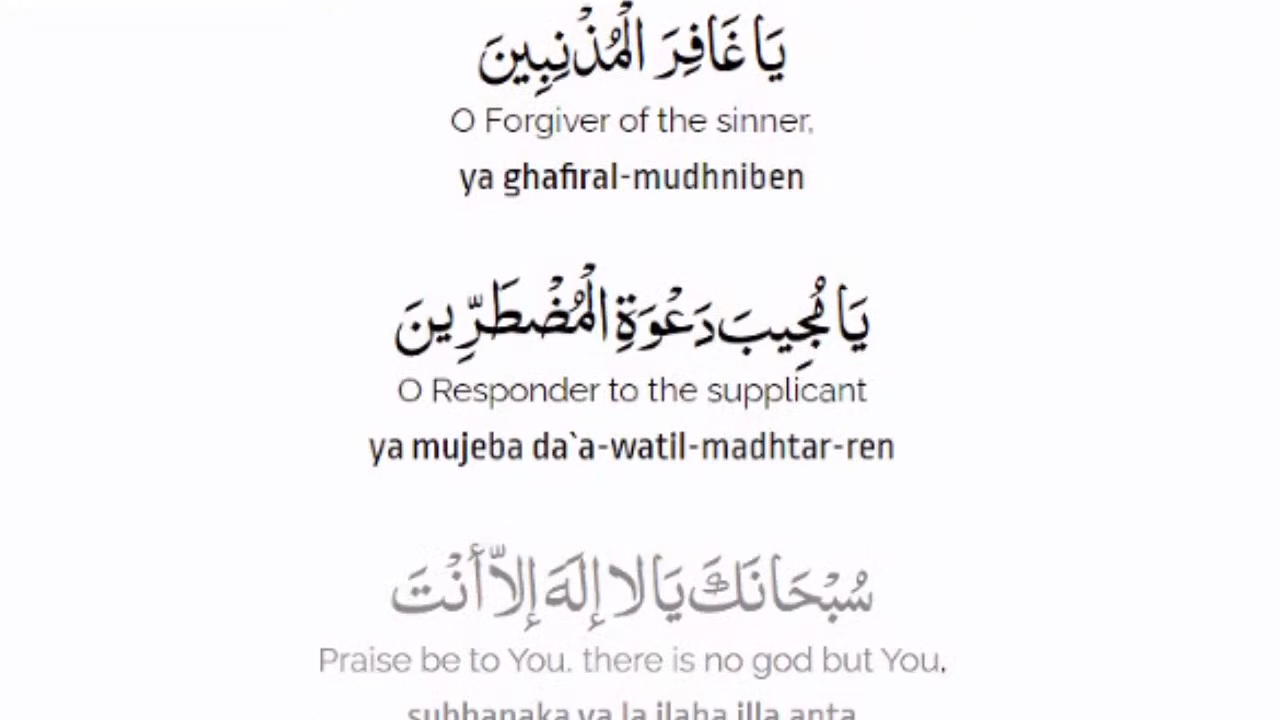 يَا غَافِرَ الْمُذْنِبِينَ
O Forgiver of the sinner,
ya ghafiral-mudhniben
يَا مُجِيبَ دَعْوَةِ الْمُضْطَرِّينَ
O Responder to the supplicant
ya mujeba da`a-watil-madhtar-ren
سُبْحَانَكَ يَا لا إِلَهَ إِلاّ أَنْتَ
Praise be to You. there is no god but You,
subhanaka ya la ilaha illa anta